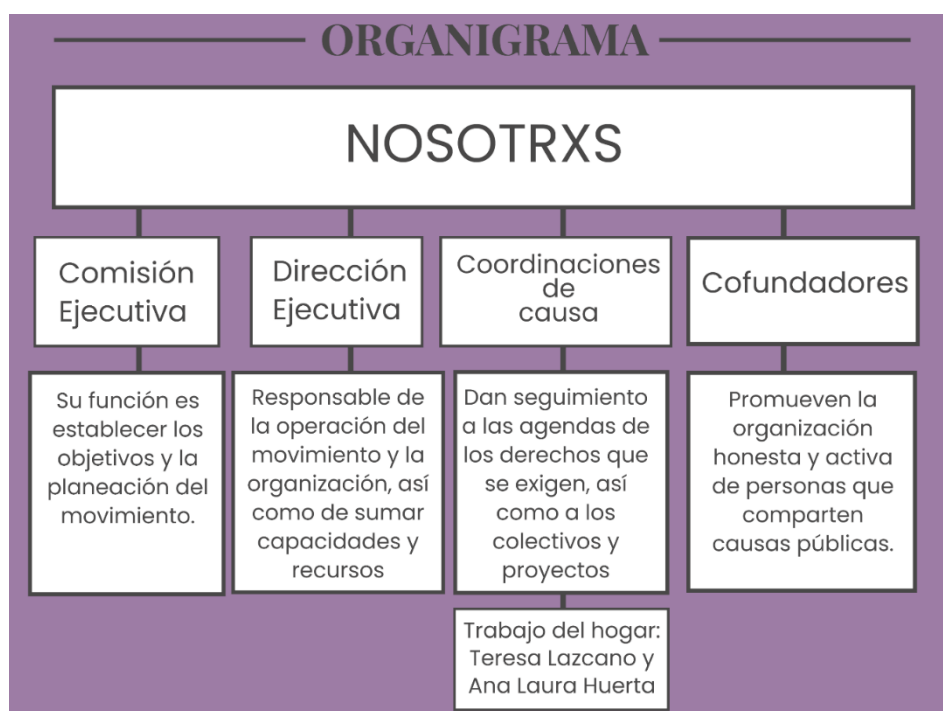 ORGANIGRAMA
NOSOTRXS
Comisión
Ejecutiva
Dirección
Ejecutiva
Coordinaciones
de
causa
Cofundadores
Su función es
establecer los
objetivos y la
planeación del
movimiento.
Responsable de
la operación del
movimiento y la
organización, así
como de sumar
capacidades y
recursos
Dan seguimiento
a las agendas de
los derechos que
se exigen, así
como a los
colectivos y
proyectos
Promueven la
organización
honesta y activa
de personas que
comparten
causas públicas.
Trabajo del hogar:
Teresa Lazcano y
Ana Laura Huerta